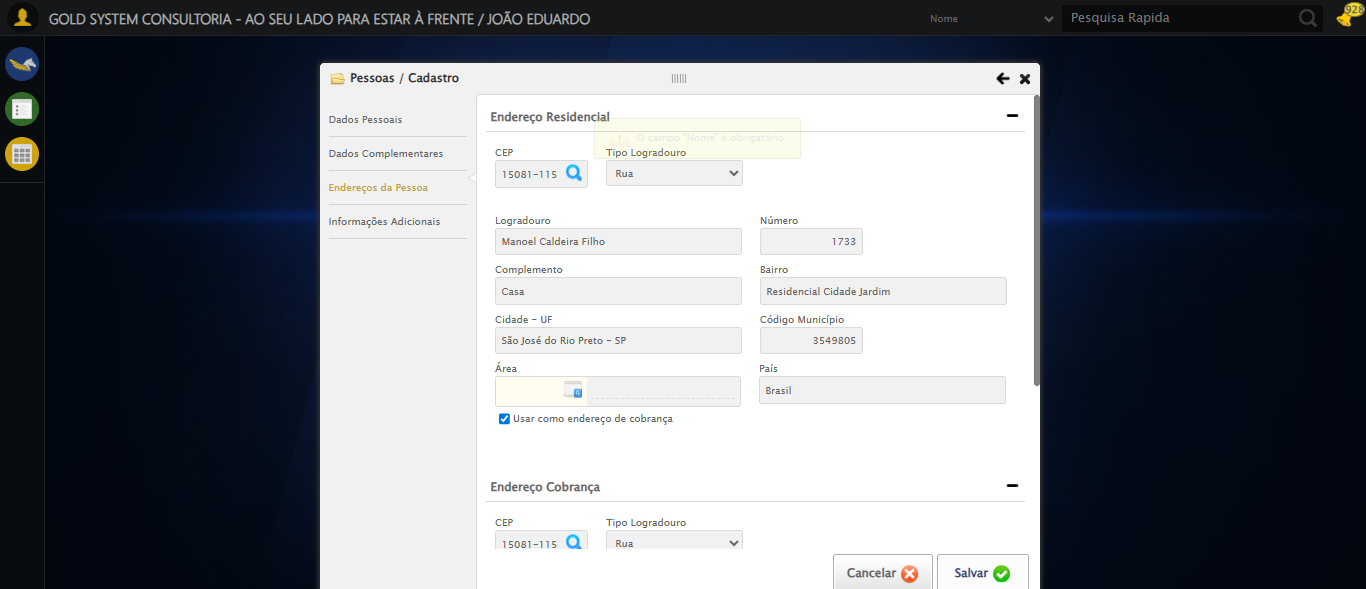 GOLD SYSTEM CONSULTORIA - AO SEU LADO PARA ESTAR À FRENTE / JOÃO EDUARDO
Nome
Pesquisa Rapida
928
Pessoas / Cadastro
Dados Pessoais
Dados Complementares
Endereços da Pessoa
Informações Adicionais
Endereço Residencial
O campo "Nome" é obrigatório
CEP
Tipo Logradouro
15081-115
Rua
Logradouro
Número
Manoel Caldeira Filho
1733
Complemento
Bairro
Casa
Residencial Cidade Jardim
Cidade - UF
Código Município
São José do Rio Preto - SP
3549805
Área
País
Brasil
Usar como endereço de cobrança
Endereço Cobrança
CEP
Tipo Logradouro
15081-115
Rua
Cancelar
Salvar